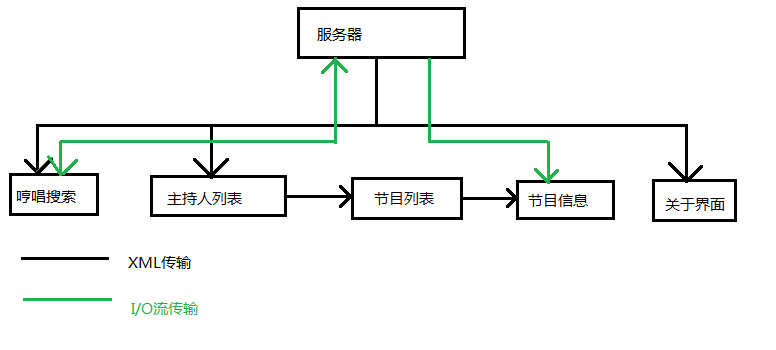 服务器
哼唱搜索
主持人列表
节目列表
节目信息
关于界面
XML传输
I/O流传输